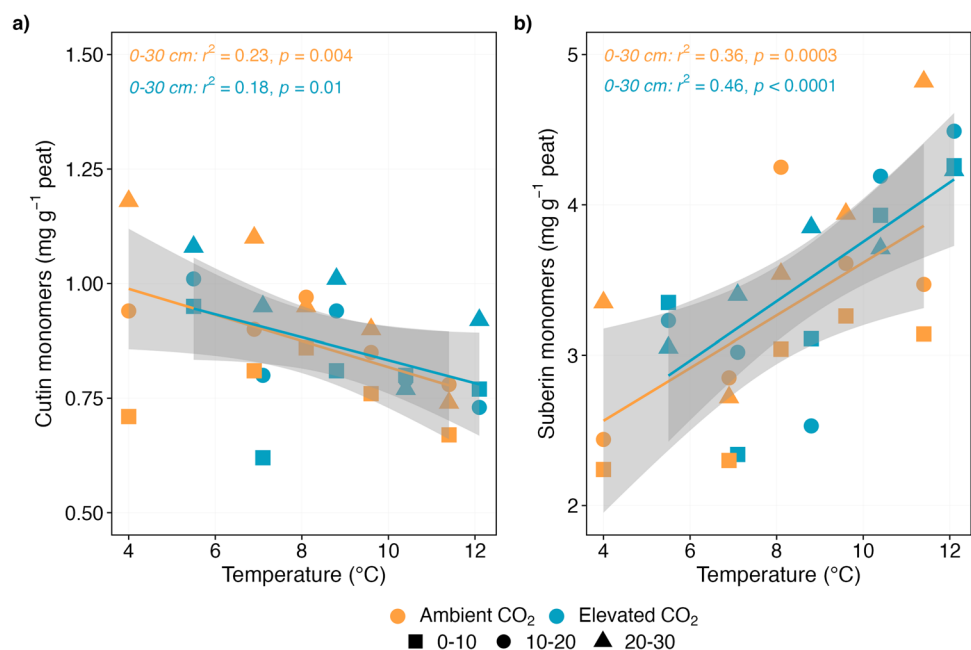 a)
0-30 cm: r² = 0.23, p = 0.004
0-30 cm: r² = 0.18, p = 0.01
1.50
1.25
1.00
0.75
0.50
Cutin monomers (mg g⁻¹ peat)
4 6 8 10 12
Temperature (°C)
b)
0-30 cm: r² = 0.36, p = 0.0003
0-30 cm: r² = 0.46, p < 0.0001
5
4
3
2
Suberin monomers (mg g⁻¹ peat)
4 6 8 10 12
Temperature (°C)
Ambient CO₂ Elevated CO₂
0-10 10-20 20-30